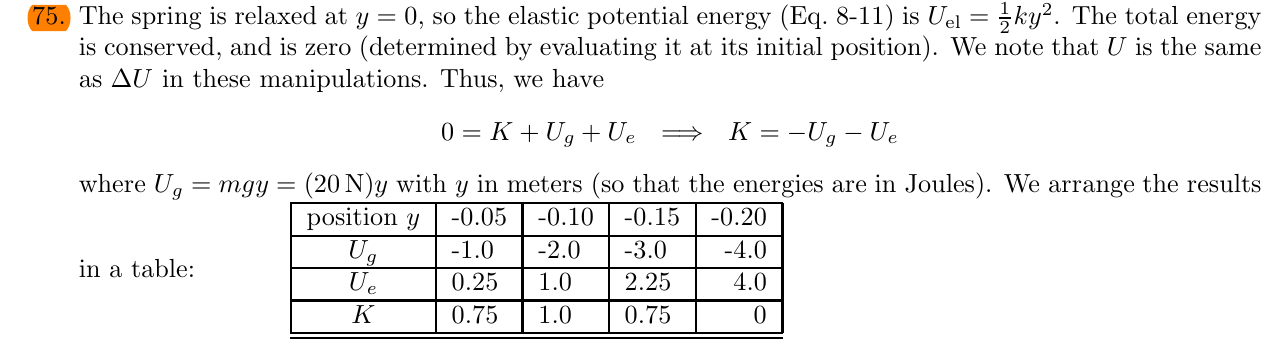 75. The spring is relaxed at y = 0, so the elastic potential energy (Eq. 8-11) is U_el = ½ky². The total energy
is conserved, and is zero (determined by evaluating it at its initial position). We note that U is the same
as ΔU in these manipulations. Thus, we have
0 = K + U_g + U_e ⟹ K = −U_g − U_e
where U_g = mgy = (20 N)y with y in meters (so that the energies are in Joules). We arrange the results
in a table:
position y -0.05 -0.10 -0.15 -0.20
U_g -1.0 -2.0 -3.0 -4.0
U_e 0.25 1.0 2.25 4.0
K 0.75 1.0 0.75 0